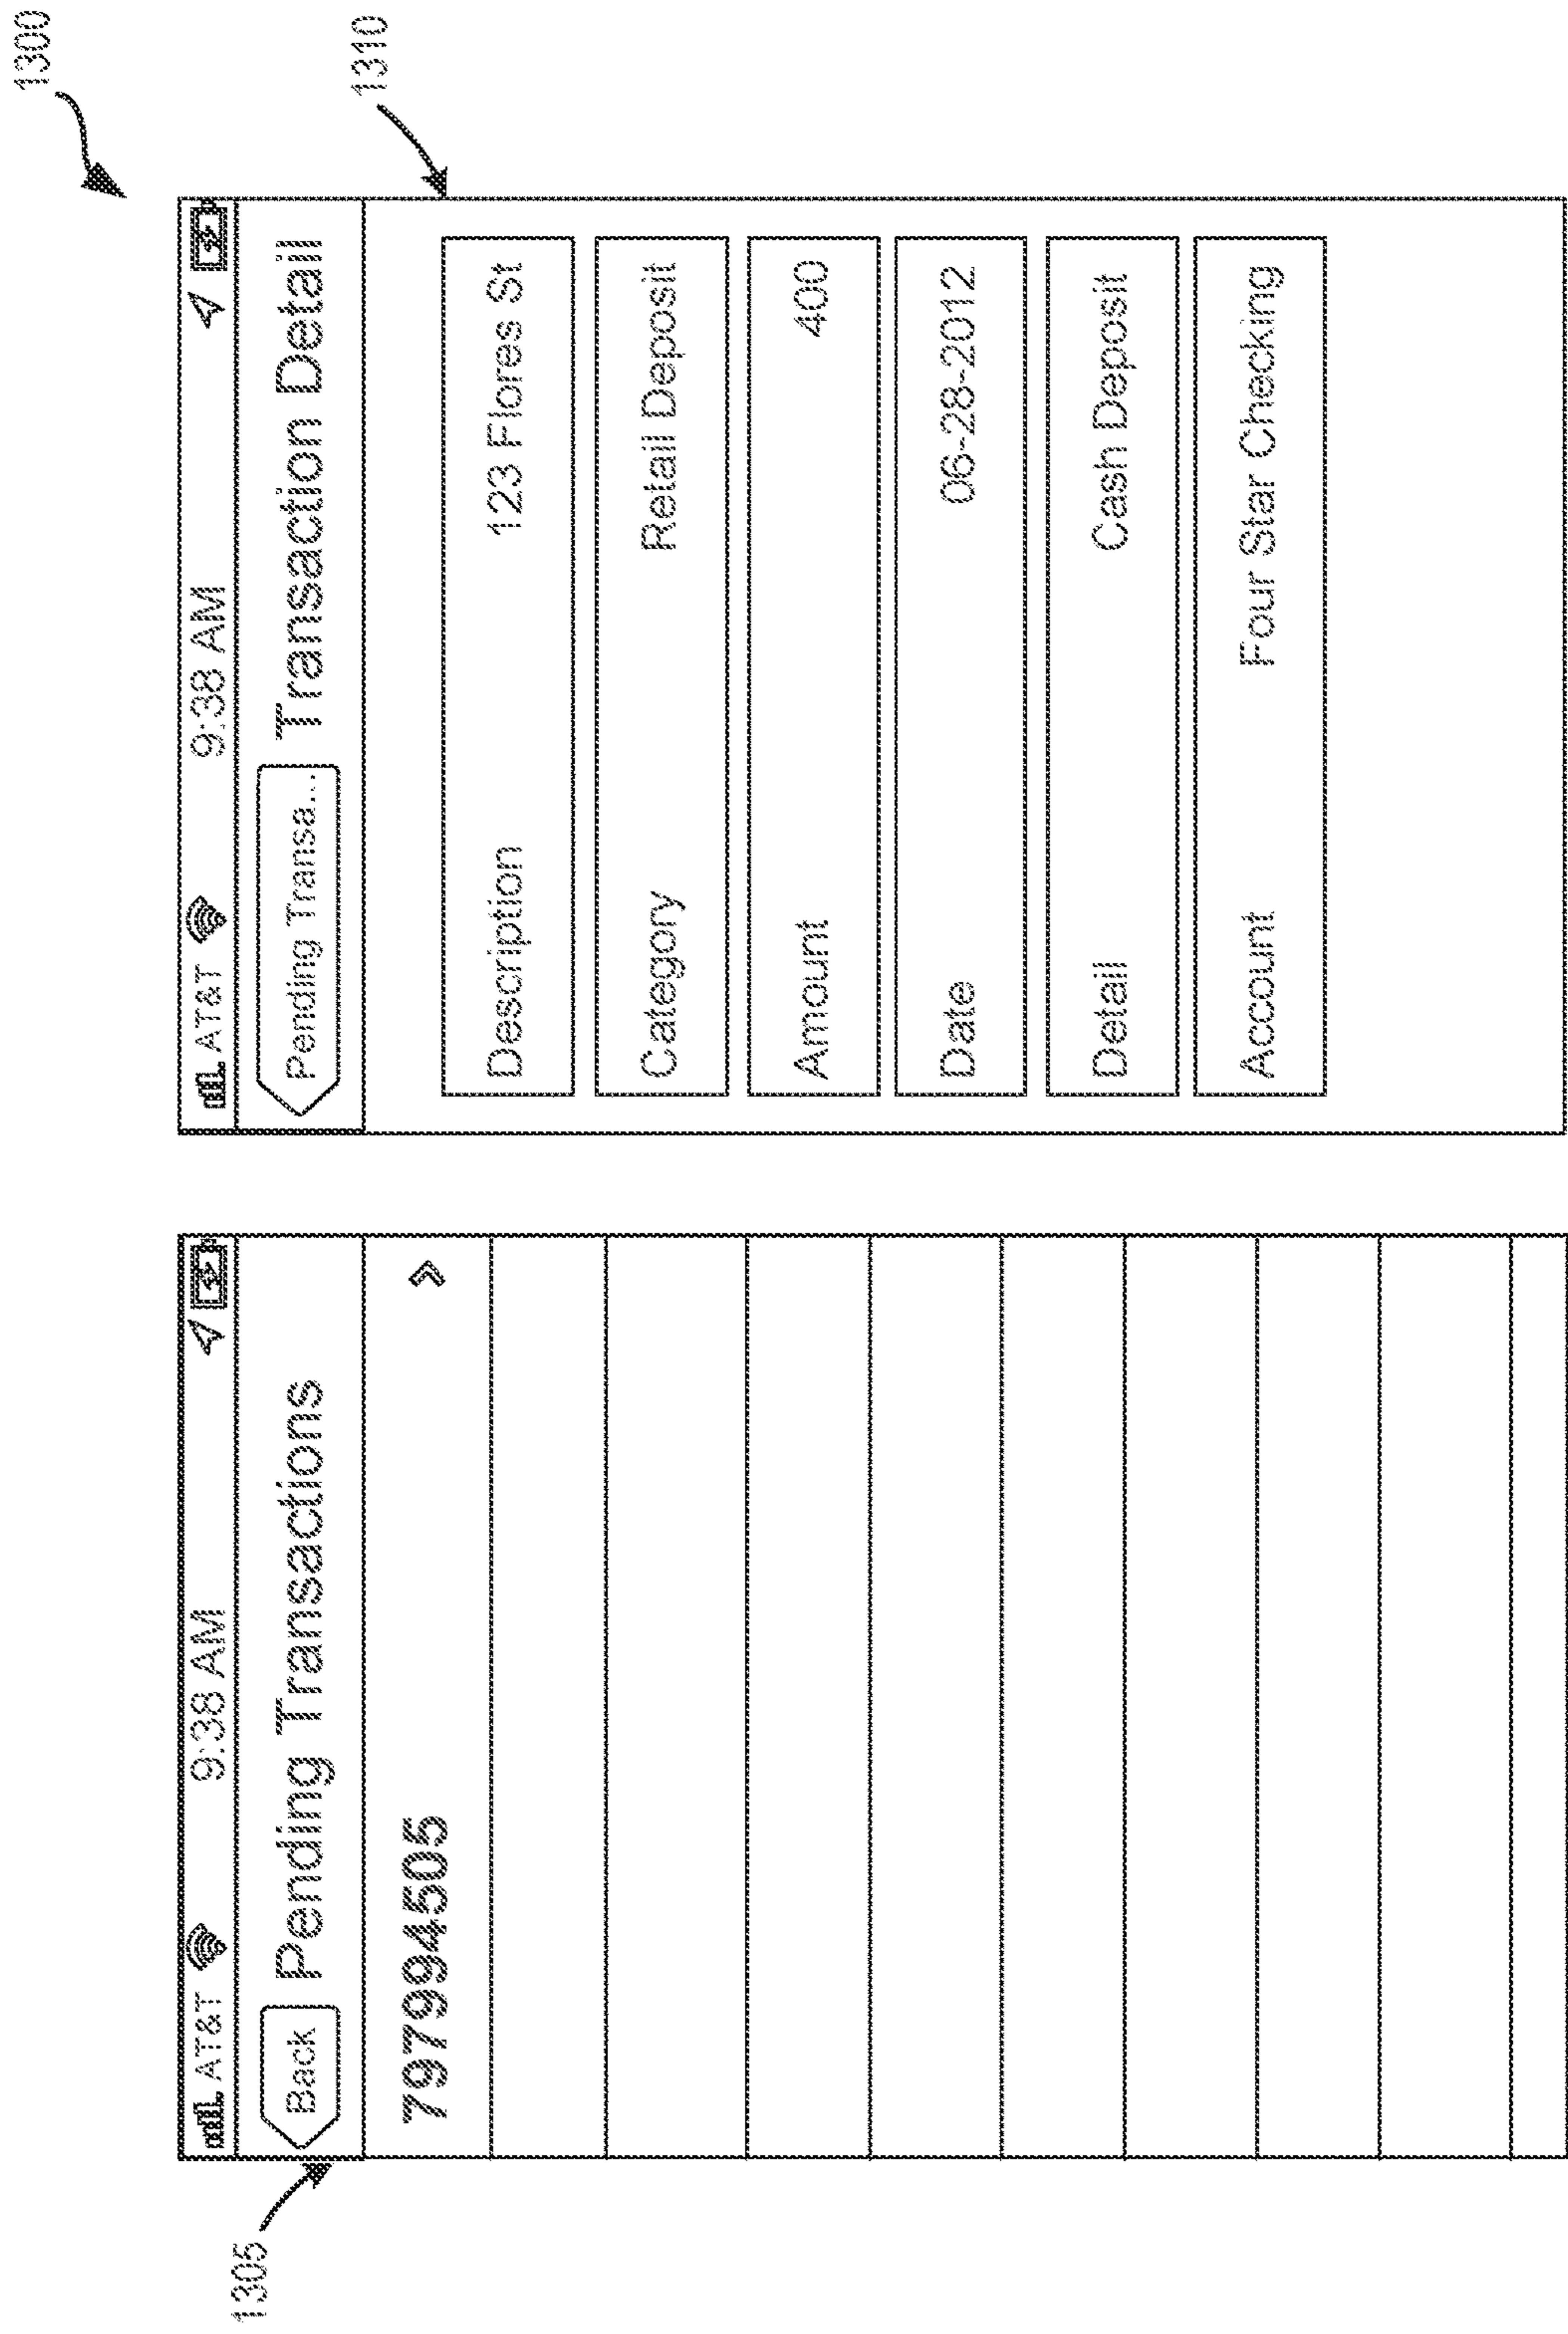 1300
1305
AT&T 9:38 AM
Back Pending Transactions
797994505
1310
AT&T 9:38 AM
Pending Transa... Transaction Detail
Description 123 Flores St
Category Retail Deposit
Amount 400
Date 06-28-2012
Detail Cash Deposit
Account Four Star Checking